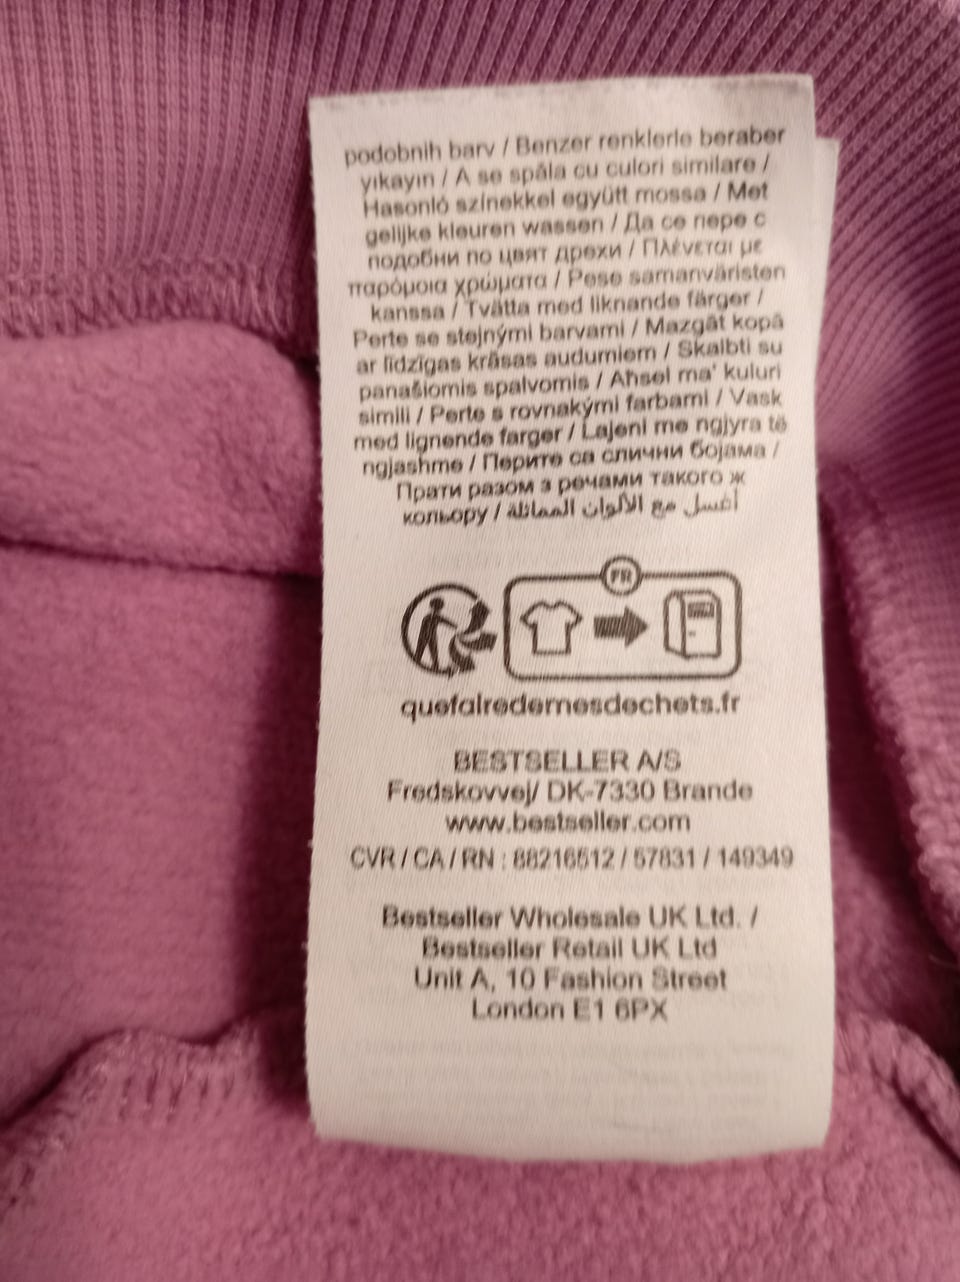 podobnih barv / Benzer renklerle beraber
yıkayın / A se spăla cu culori similare /
Hasonló színekkel együtt mossa / Met
gelijke kleuren wassen / Да се пере с
подобни по цвят дрехи / Πλένεται με
παρόμοια χρώματα / Pese samanväristen
kanssa / Tvätta med liknande färger /
Perte se stejnými barvami / Mazgāt kopā
ar līdzīgas krāsas audumiem / Skalbti su
panašiomis spalvomis / Aħsel ma' kuluri
simili / Perte s rovnakými farbami / Vask
med lignende farger / Lajeni me ngjyra të
ngjashme / Перите са слични бојама /
Прати разом з речами такого ж
кольору / أغسل مع الألوان المماثلة
FR
quefairedemesdechets.fr
BESTSELLER A/S
Fredskovvej/ DK-7330 Brande
www.bestseller.com
CVR / CA / RN : 88216512 / 57831 / 149349
Bestseller Wholesale UK Ltd. /
Bestseller Retail UK Ltd
Unit A, 10 Fashion Street
London E1 6PX